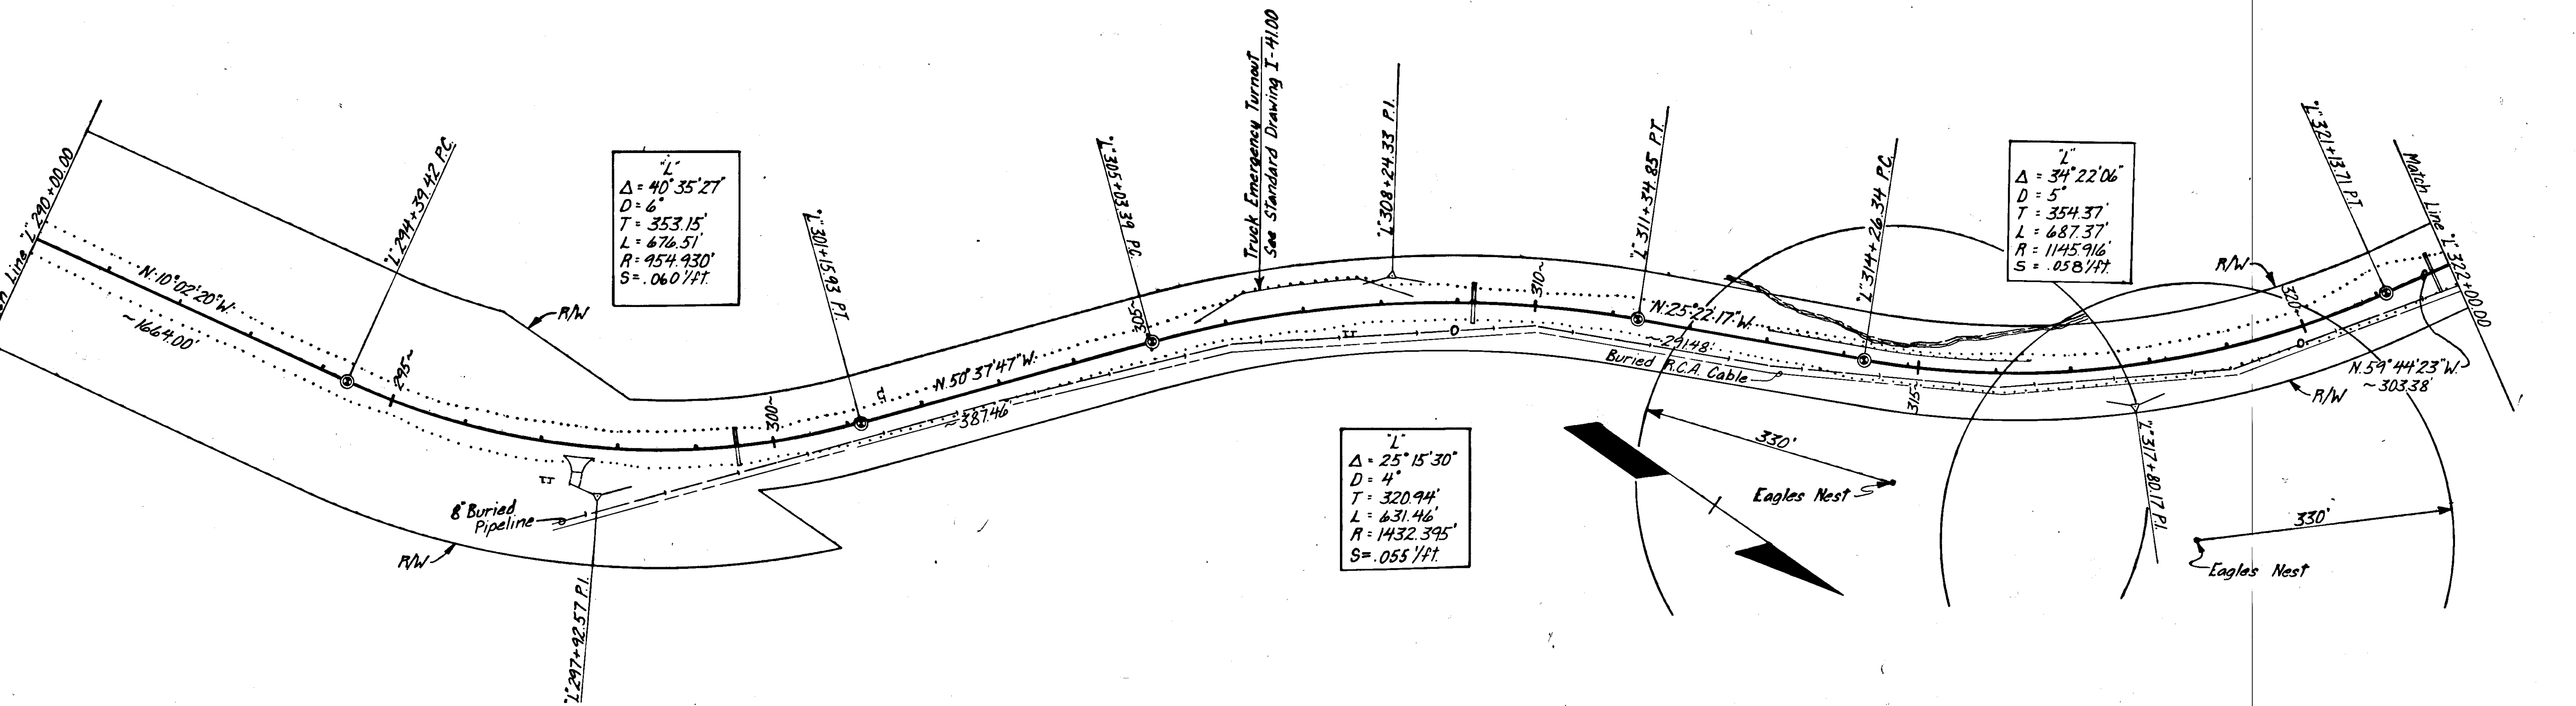 Line "L" 290+00.00
N. 10° 02' 20" W.
~1664.00'
"L" 294+39.42 P.C.
295~
R/W
"L"
Δ = 40° 35' 27"
D = 6°
T = 353.15'
L = 676.51'
R = 954.930'
S = .060'/ft.
8" Buried
Pipeline
R/W
"L" 297+92.57 P.I.
300~
"L" 301+15.93 P.T.
N. 50° 37' 47" W.
~387.46'
"L" 305+03.39 P.C.
305~
Truck Emergency Turnout
See Standard Drawing I-41.00
"L" 308+24.33 P.I.
310~
"L"
Δ = 25° 15' 30"
D = 4°
T = 320.94'
L = 631.46'
R = 1432.395'
S = .055'/ft.
"L" 311+34.85 P.T.
N. 25° 22' 17" W.
~291.48'
Buried R.C.A. Cable
330'
Eagles Nest
"L" 314+26.34 P.C.
315~
"L"
Δ = 34° 22' 06"
D = 5°
T = 354.37'
L = 687.37'
R = 1145.916'
S = .058'/ft.
"L" 317+80.17 P.I.
R/W
320~
"L" 321+13.71 P.T.
Match Line "L" 322+00.00
N. 59° 44' 23" W.
~303.38'
R/W
330'
Eagles Nest